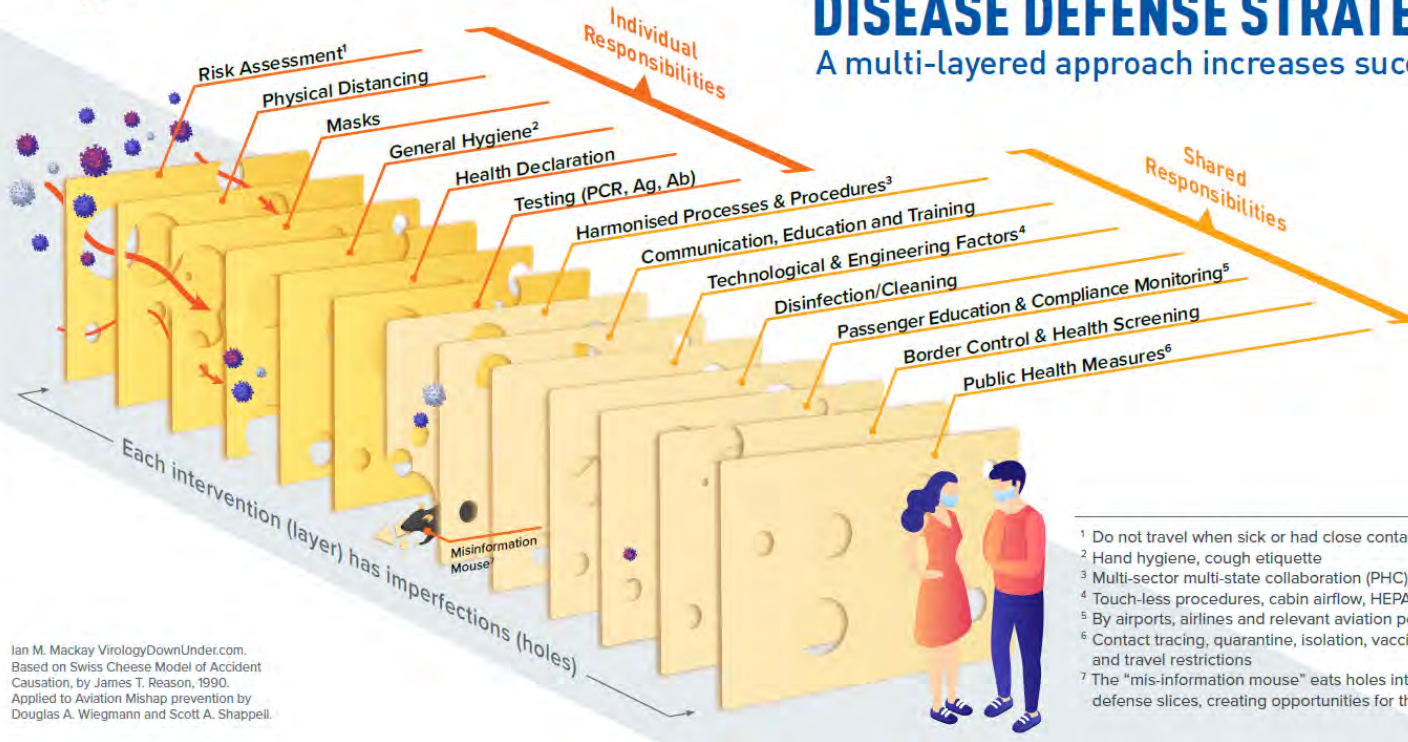 DISEASE DEFENSE STRATE
A multi-layered approach increases succ
Individual
Responsibilities
Risk Assessment¹
Physical Distancing
Masks
General Hygiene²
Health Declaration
Testing (PCR, Ag, Ab)
Shared
Responsibilities
Harmonised Processes & Procedures³
Communication, Education and Training
Technological & Engineering Factors⁴
Disinfection/Cleaning
Passenger Education & Compliance Monitoring⁵
Border Control & Health Screening
Public Health Measures⁶
Misinformation
Mouse⁷
Each intervention (layer) has imperfections (holes)
Ian M. Mackay VirologyDownUnder.com.
Based on Swiss Cheese Model of Accident
Causation, by James T. Reason, 1990.
Applied to Aviation Mishap prevention by
Douglas A. Wiegmann and Scott A. Shappell.
¹ Do not travel when sick or had close conta
² Hand hygiene, cough etiquette
³ Multi-sector multi-state collaboration (PHC)
⁴ Touch-less procedures, cabin airflow, HEPA
⁵ By airports, airlines and relevant aviation p
⁶ Contact tracing, quarantine, isolation, vacci
and travel restrictions
⁷ The “mis-information mouse” eats holes int
defense slices, creating opportunities for th